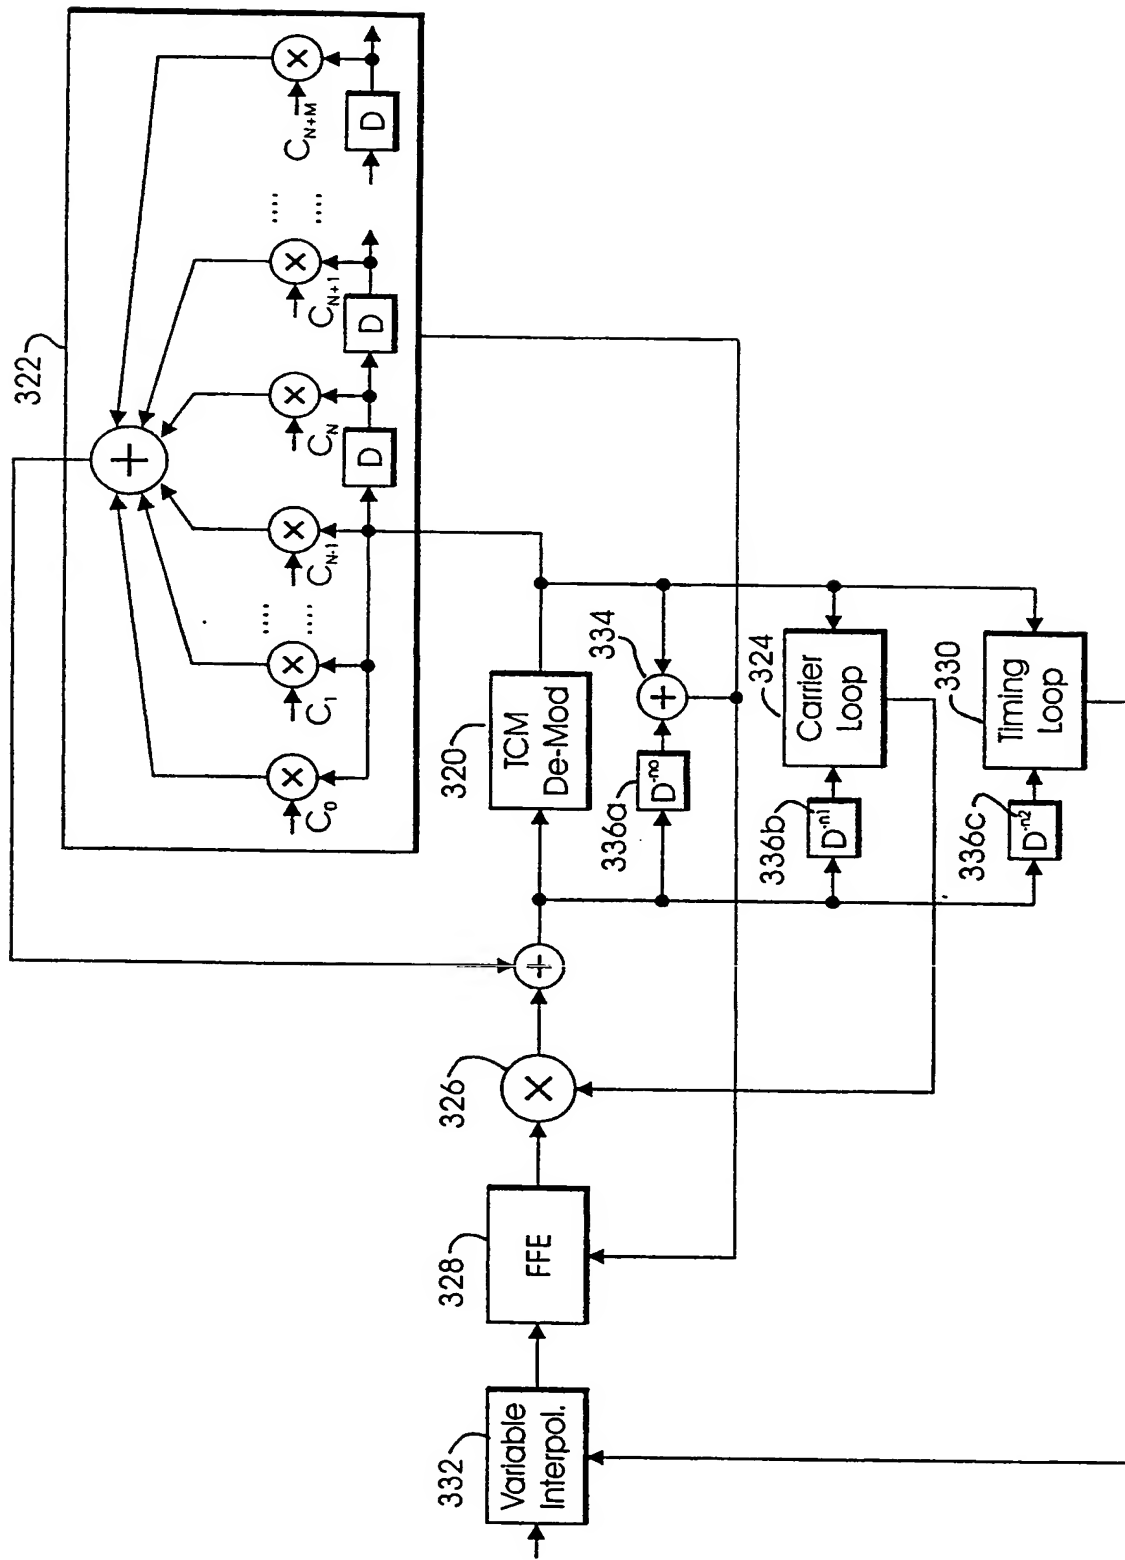 322
C0
C1
....
....
CN-1
CN
CN+1
....
....
CN+M
D
D
D
332
Variable
Interpol.
328
FFE
326
320
TCM
De-Mod
336a
D-no
334
336b
D-n1
324
Carrier
Loop
336c
D-n2
330
Timing
Loop